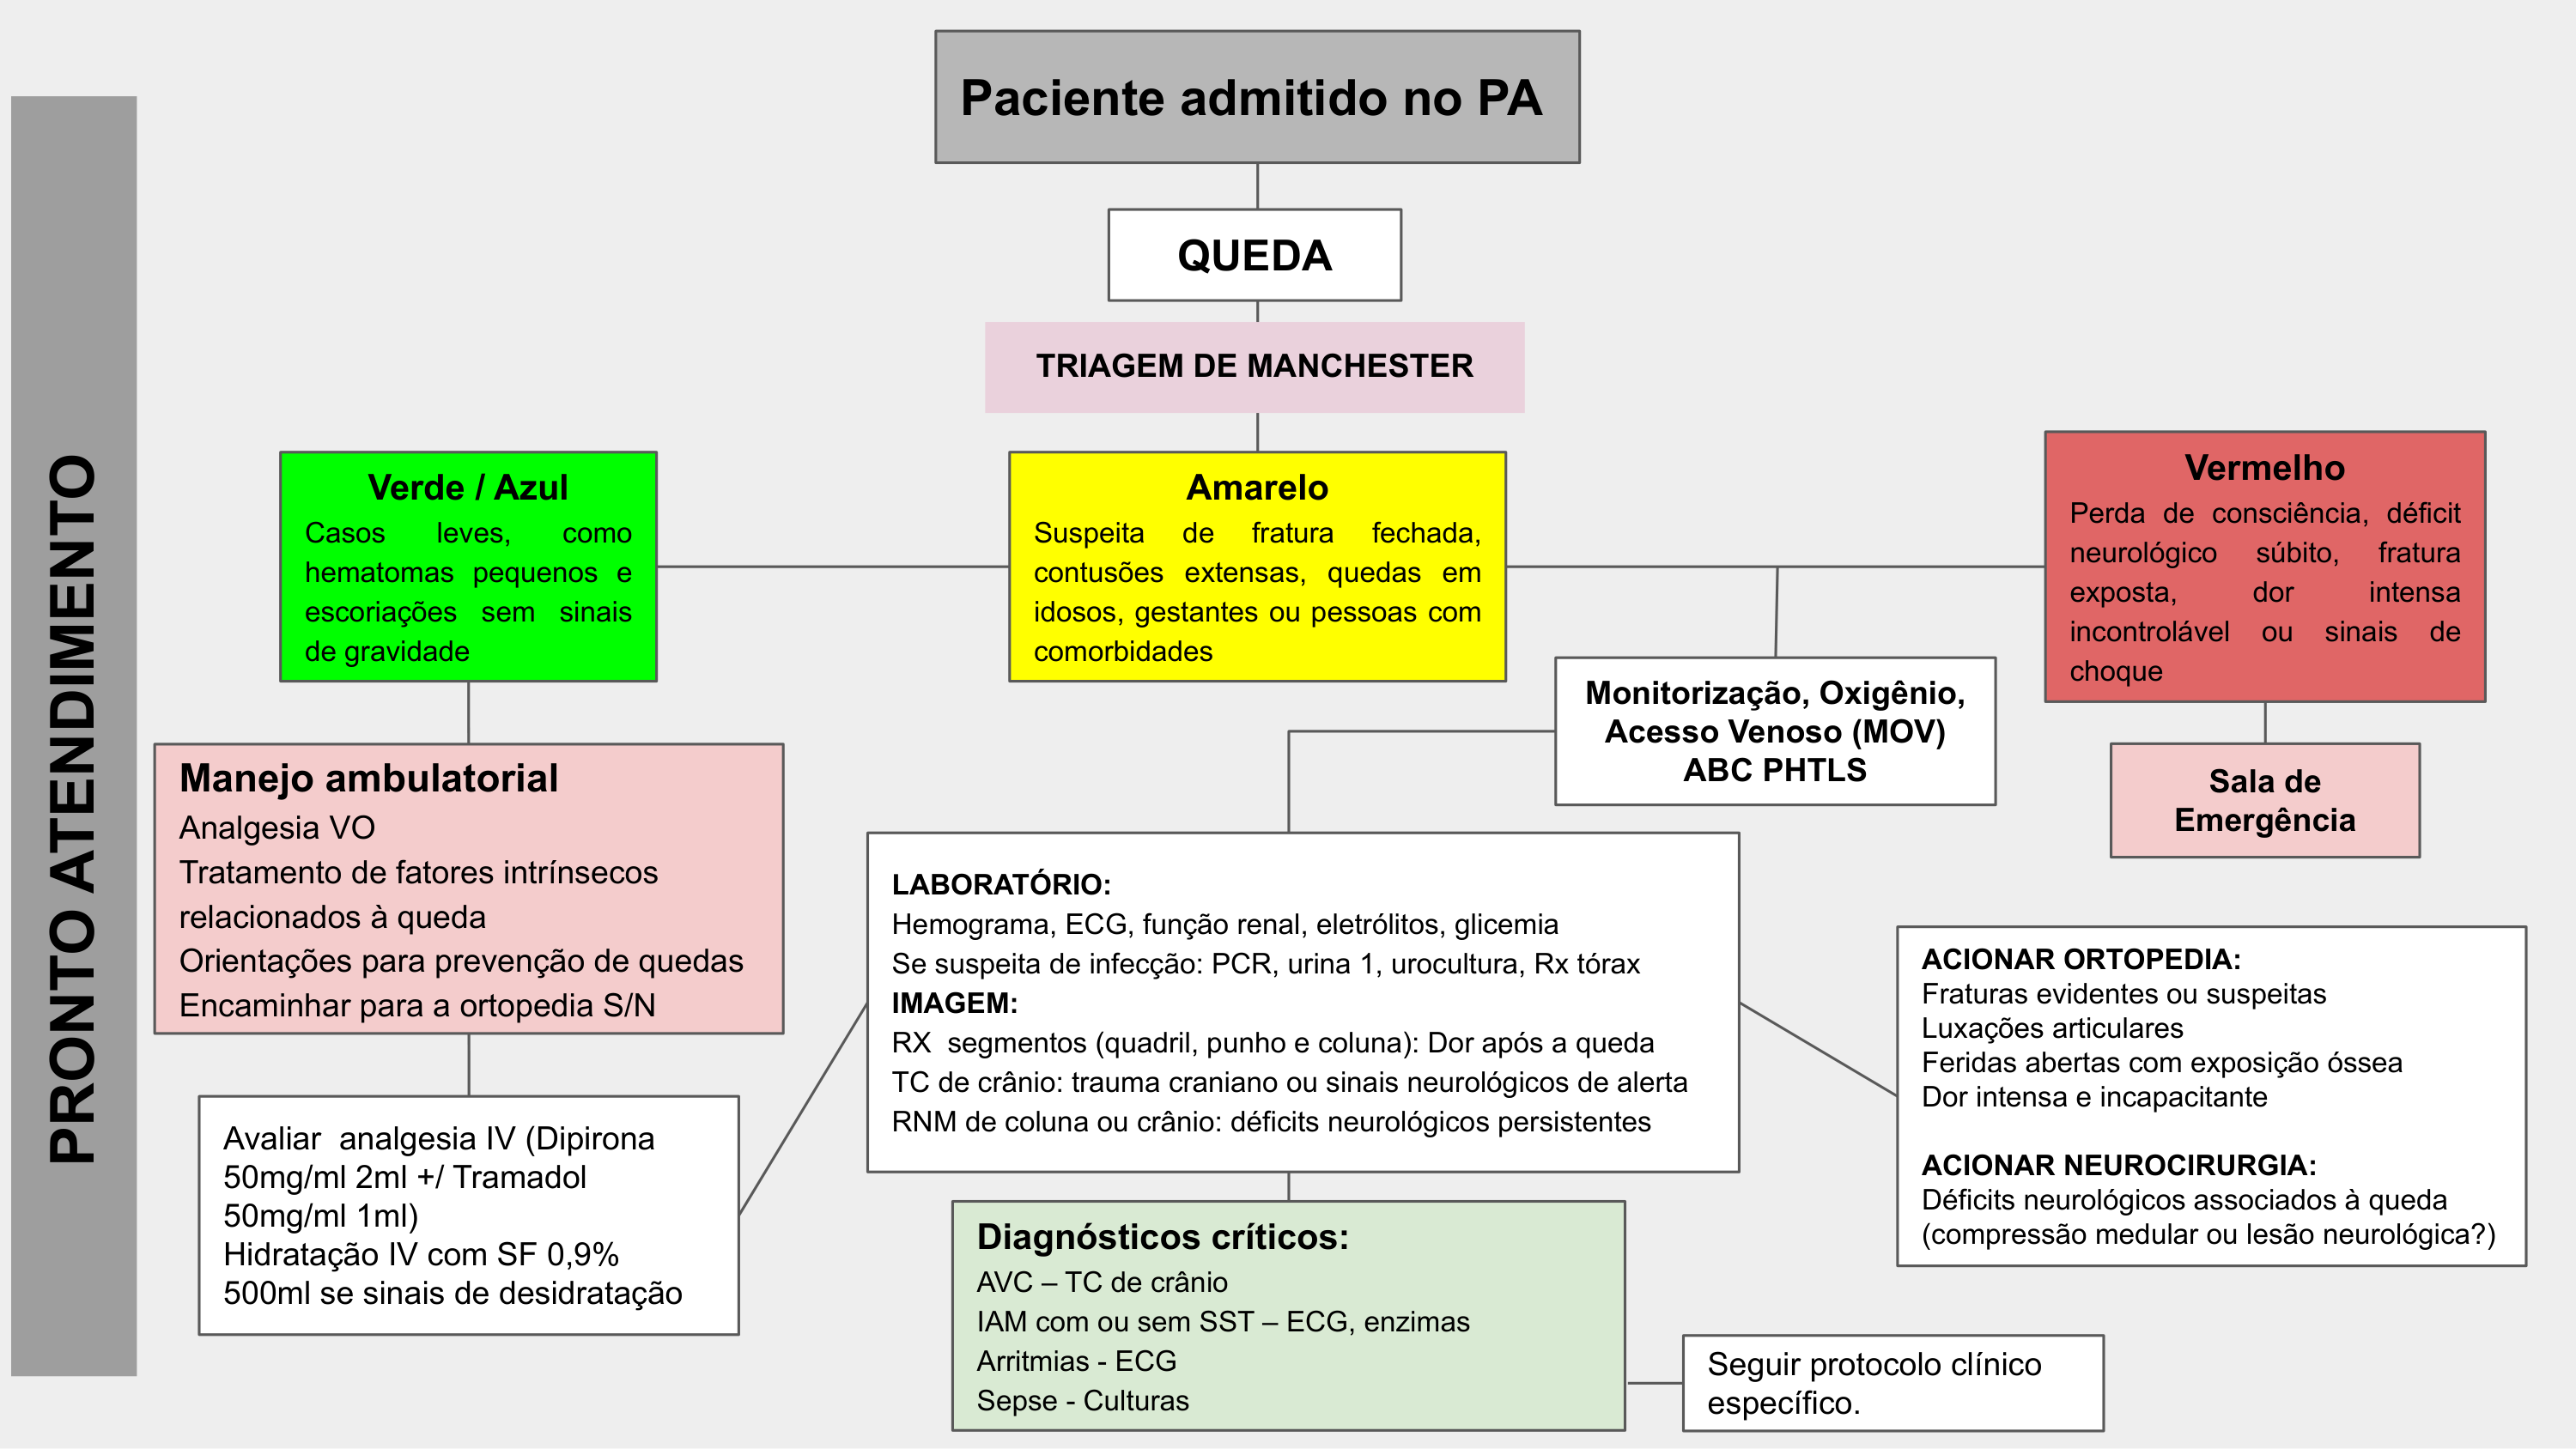 PRONTO ATENDIMENTO
Paciente admitido no PA
QUEDA
TRIAGEM DE MANCHESTER
Verde / Azul
Casos leves, como
hematomas pequenos e
escoriações sem sinais
de gravidade
Amarelo
Suspeita de fratura fechada,
contusões extensas, quedas em
idosos, gestantes ou pessoas com
comorbidades
Vermelho
Perda de consciência, déficit
neurológico súbito, fratura
exposta, dor intensa
incontrolável ou sinais de
choque
Monitorização, Oxigênio,
Acesso Venoso (MOV)
ABC PHTLS
Sala de
Emergência
Manejo ambulatorial
Analgesia VO
Tratamento de fatores intrínsecos
relacionados à queda
Orientações para prevenção de quedas
Encaminhar para a ortopedia S/N
LABORATÓRIO:
Hemograma, ECG, função renal, eletrólitos, glicemia
Se suspeita de infecção: PCR, urina 1, urocultura, Rx tórax
IMAGEM:
RX  segmentos (quadril, punho e coluna): Dor após a queda
TC de crânio: trauma craniano ou sinais neurológicos de alerta
RNM de coluna ou crânio: déficits neurológicos persistentes
ACIONAR ORTOPEDIA:
Fraturas evidentes ou suspeitas
Luxações articulares
Feridas abertas com exposição óssea
Dor intensa e incapacitante
ACIONAR NEUROCIRURGIA:
Déficits neurológicos associados à queda
(compressão medular ou lesão neurológica?)
Avaliar  analgesia IV (Dipirona
50mg/ml 2ml +/ Tramadol
50mg/ml 1ml)
Hidratação IV com SF 0,9%
500ml se sinais de desidratação
Diagnósticos críticos:
AVC – TC de crânio
IAM com ou sem SST – ECG, enzimas
Arritmias - ECG
Sepse - Culturas
Seguir protocolo clínico
específico.